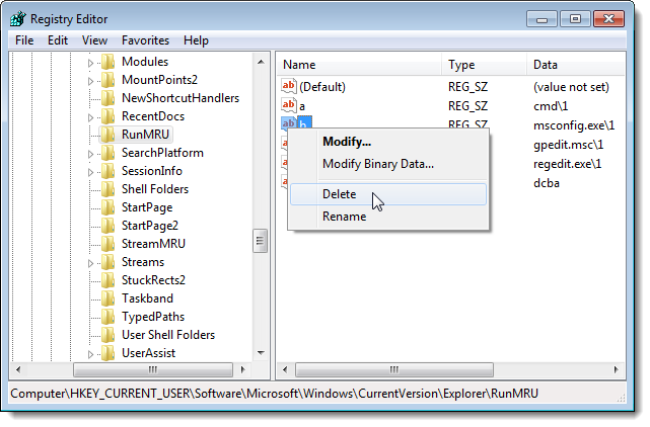 Registry Editor
File Edit View Favorites Help
Modules
MountPoints2
NewShortcutHandlers
RecentDocs
RunMRU
SearchPlatform
SessionInfo
Shell Folders
StartPage
StartPage2
StreamMRU
Streams
StuckRects2
Taskband
TypedPaths
User Shell Folders
UserAssist
Name Type Data
ab (Default) REG_SZ (value not set)
ab a REG_SZ cmd\1
ab b REG_SZ msconfig.exe\1
gpedit.msc\1
regedit.exe\1
dcba
Modify...
Modify Binary Data...
Delete
Rename
Computer\HKEY_CURRENT_USER\Software\Microsoft\Windows\CurrentVersion\Explorer\RunMRU